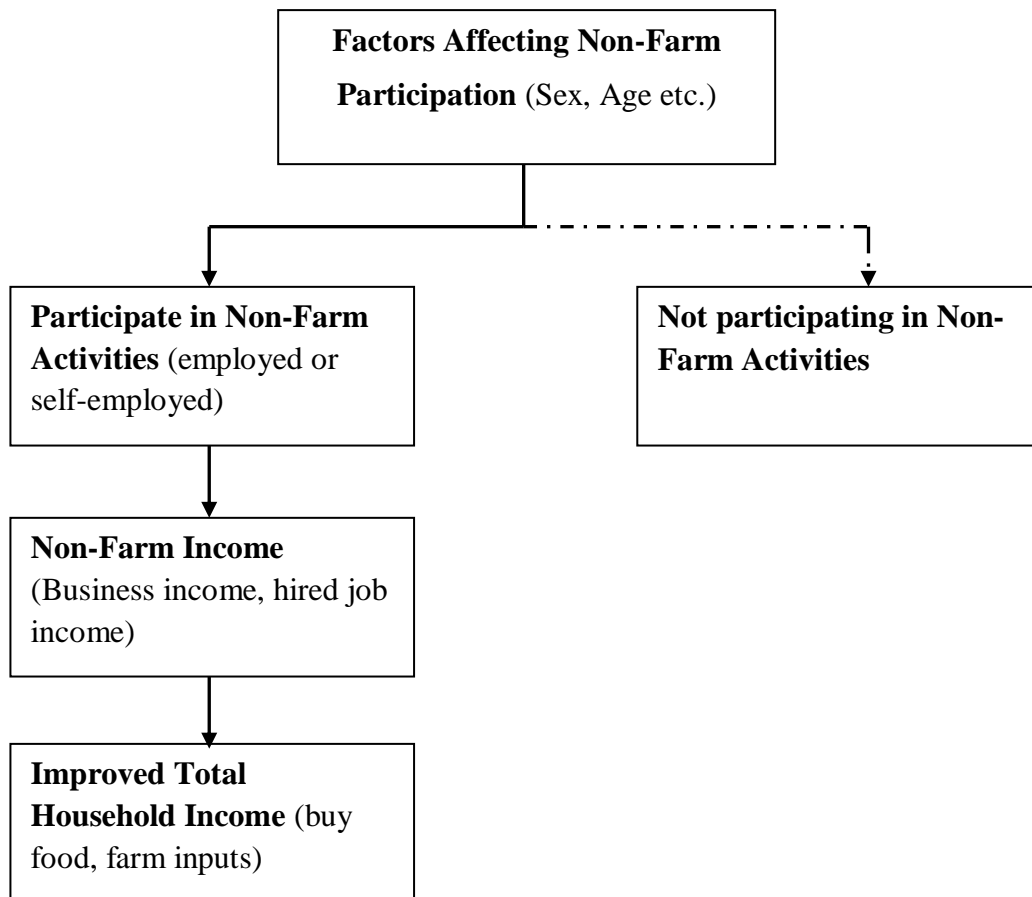 Factors Affecting Non-Farm
Participation (Sex, Age etc.)
Participate in Non-Farm
Activities (employed or
self-employed)
Not participating in Non-
Farm Activities
Non-Farm Income
(Business income, hired job
income)
Improved Total
Household Income (buy
food, farm inputs)